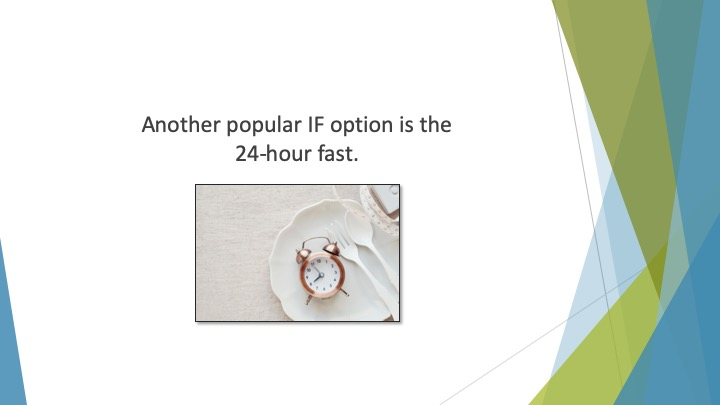 Another popular IF option is the
24-hour fast.